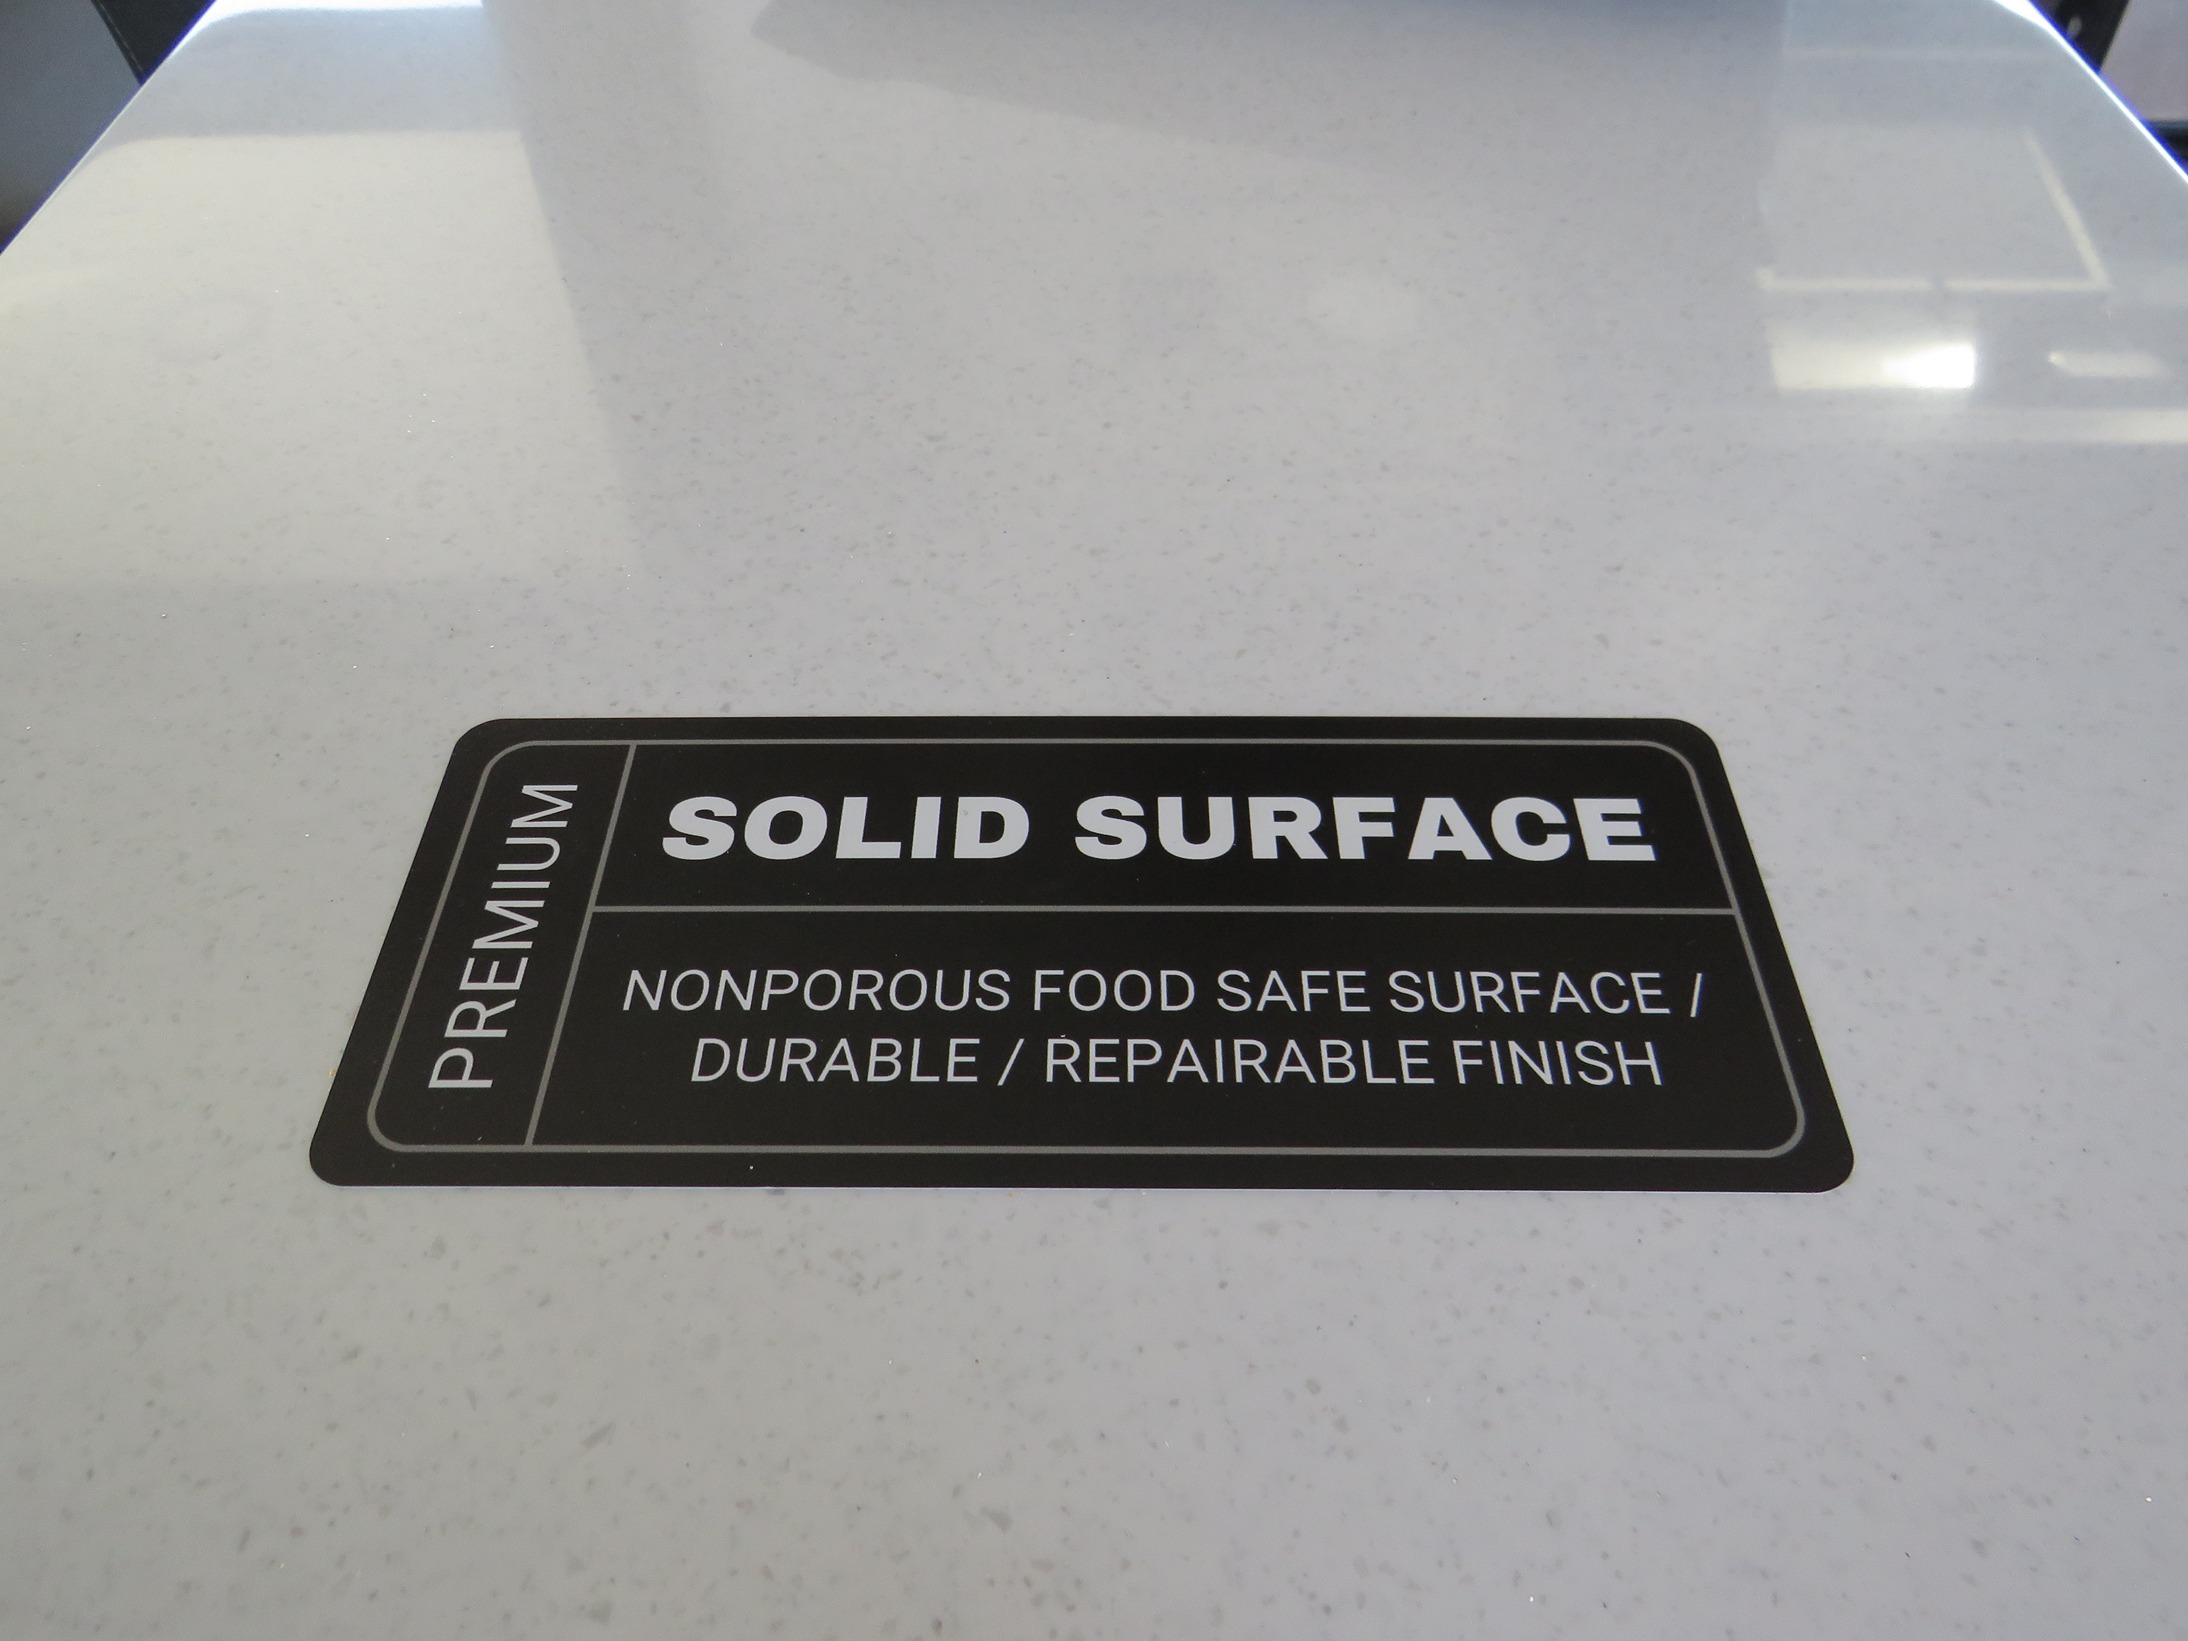 PREMIUM
SOLID SURFACE
NONPOROUS FOOD SAFE SURFACE /
DURABLE / REPAIRABLE FINISH